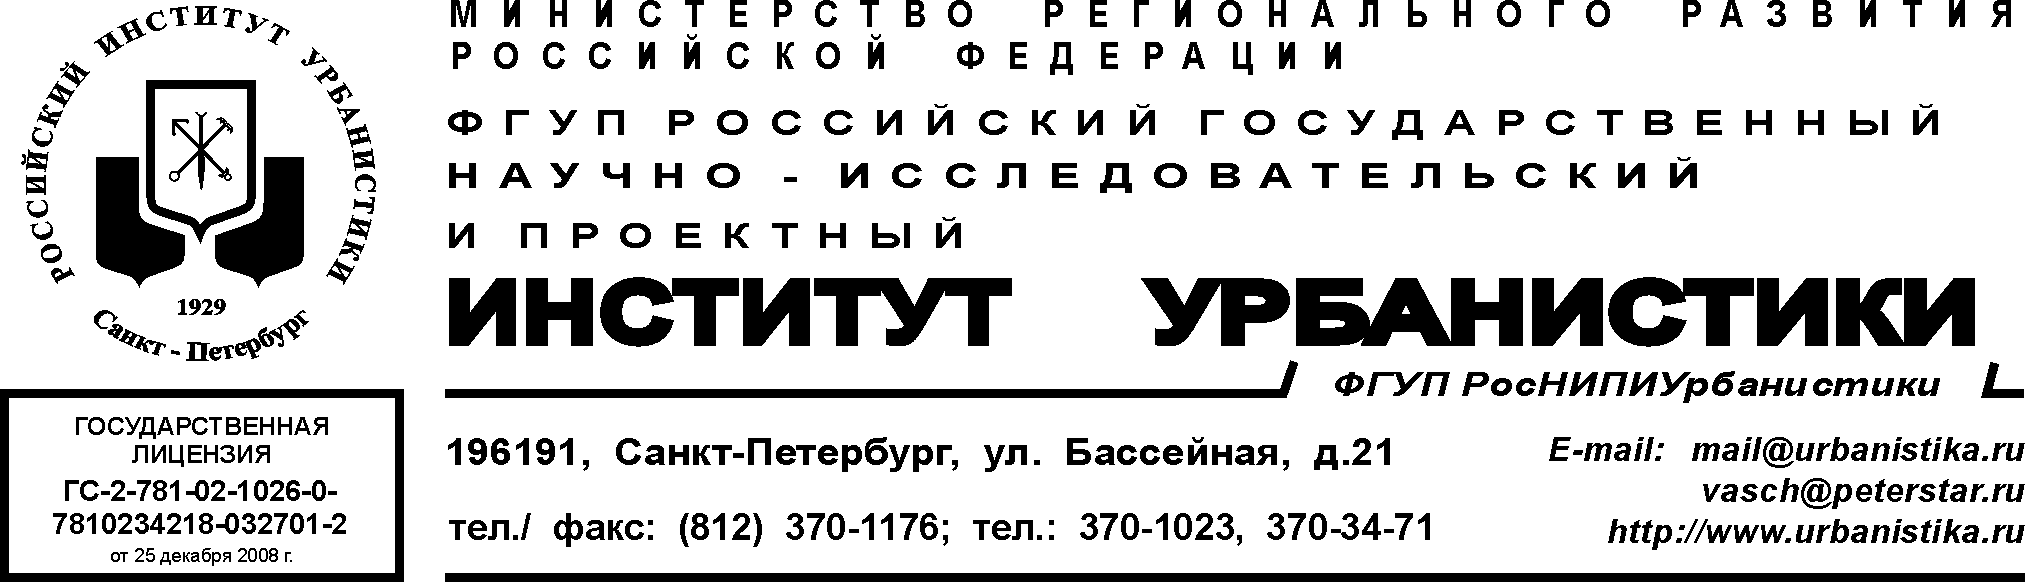 РОССИЙСКИЙ ИНСТИТУТ УРБАНИСТИКИ
1929
Санкт - Петербург
ГОСУДАРСТВЕННАЯ
ЛИЦЕНЗИЯ
ГС-2-781-02-1026-0-
7810234218-032701-2
от 25 декабря 2008 г.
МИНИСТЕРСТВО РЕГИОНАЛЬНОГО РАЗВИТИЯ
РОССИЙСКОЙ ФЕДЕРАЦИИ
ФГУП РОССИЙСКИЙ ГОСУДАРСТВЕННЫЙ
НАУЧНО - ИССЛЕДОВАТЕЛЬСКИЙ
И ПРОЕКТНЫЙ
ИНСТИТУТ УРБАНИСТИКИ
ФГУП РосНИПИУрбанистики
196191, Санкт-Петербург, ул. Бассейная, д.21
тел./ факс: (812) 370-1176; тел.: 370-1023, 370-34-71
E-mail: mail@urbanistika.ru
vasch@peterstar.ru
http://www.urbanistika.ru